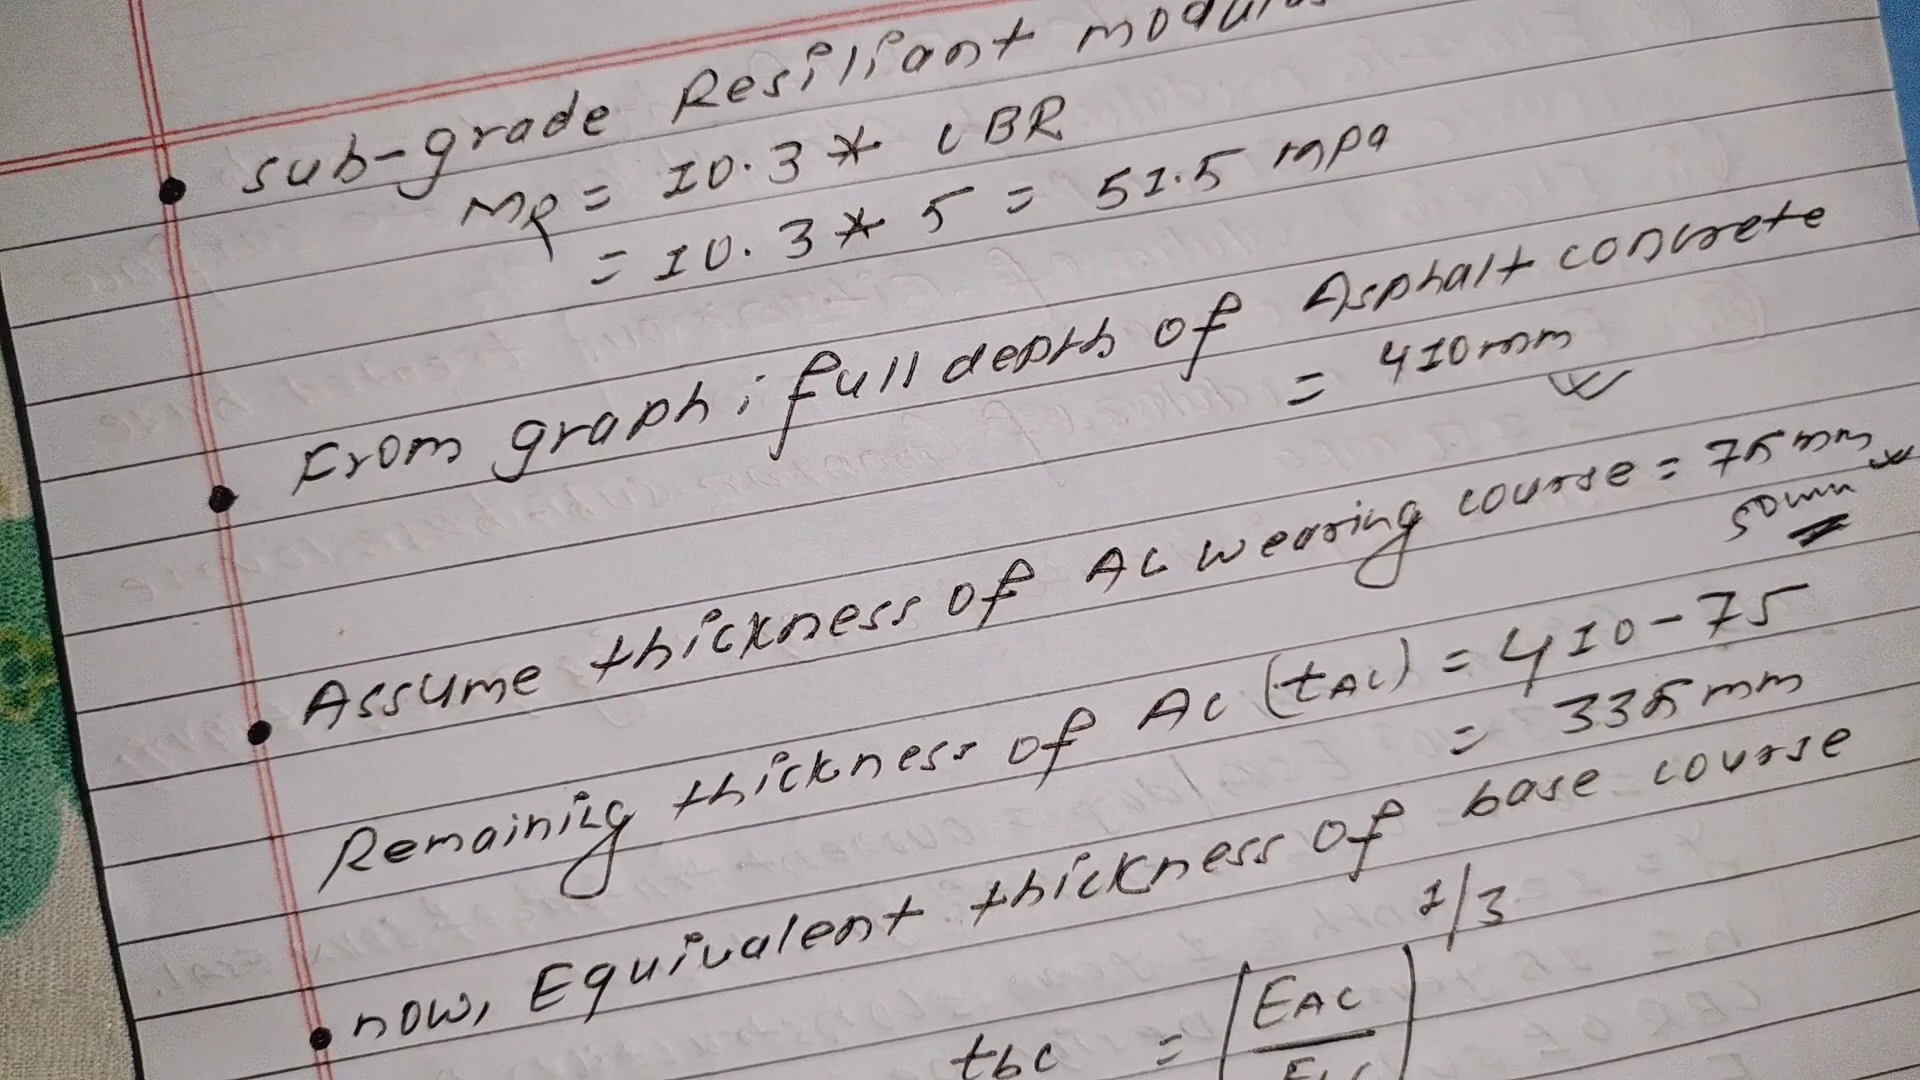 sub-grade Resiliant modulus
MR = 10.3 * CBR
= 10.3 * 5 = 51.5 mpa
From graph; full depth of Asphalt concrete
= 410mm
Assume thickness of AC wearing course = 75mm
50mm
Remaining thickness of AC (tAC) = 410-75
= 335mm
now, Equivalent thickness of base course
tbc = [EAC/
1/3